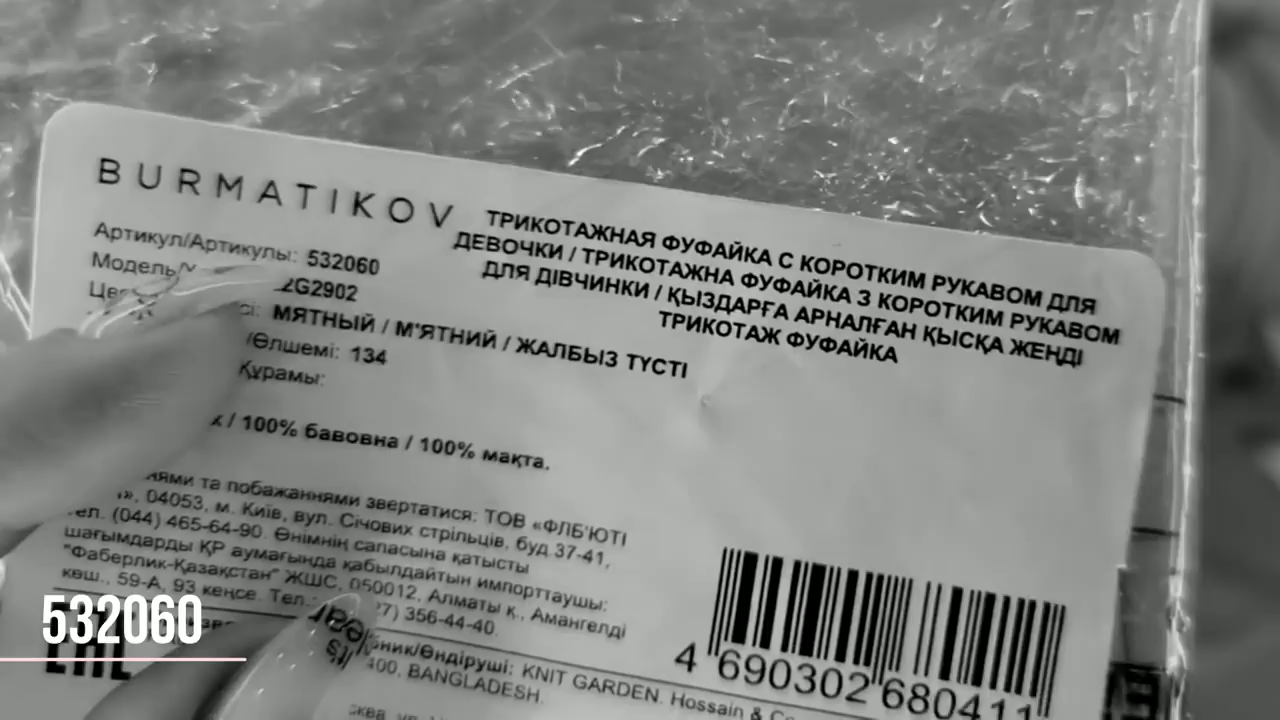 BURMATIKOV
ТРИКОТАЖНАЯ ФУФАЙКА С КОРОТКИМ РУКАВОМ ДЛЯ
ДЕВОЧКИ / ТРИКОТАЖНА ФУФАЙКА З КОРОТКИМ РУКАВОМ
ДЛЯ ДІВЧИНКИ / ҚЫЗДАРҒА АРНАЛҒАН ҚЫСҚА ЖЕҢДІ
ТРИКОТАЖ ФУФАЙКА
Артикул/Артикулы: 532060
Модель/ 2G2902
МЯТНЫЙ / М'ЯТНИЙ / ЖАЛБЫЗ ТҮСТІ
/Өлшемі: 134
Құрамы:
/ 100% бавовна / 100% мақта.
та побажаннями звертатися: ТОВ «ФЛБ'ЮТІ
04053, м. Київ, вул. Січових стрільців, буд 37-41,
тел. (044) 465-64-90. Өнімнің сапасына қатысты
шағымдарды ҚР аумағында қабылдайтын импорттаушы:
"Фаберлик-Қазақстан" ЖШС, 050012, Алматы қ., Амангелді
көш., 59-А, 93 кеңсе. Тел.: 27) 356-44-40.
/Өндіруші: KNIT GARDEN. Hossain & Co
400, BANGLADESH.
4 690302 680411
532060
EAC